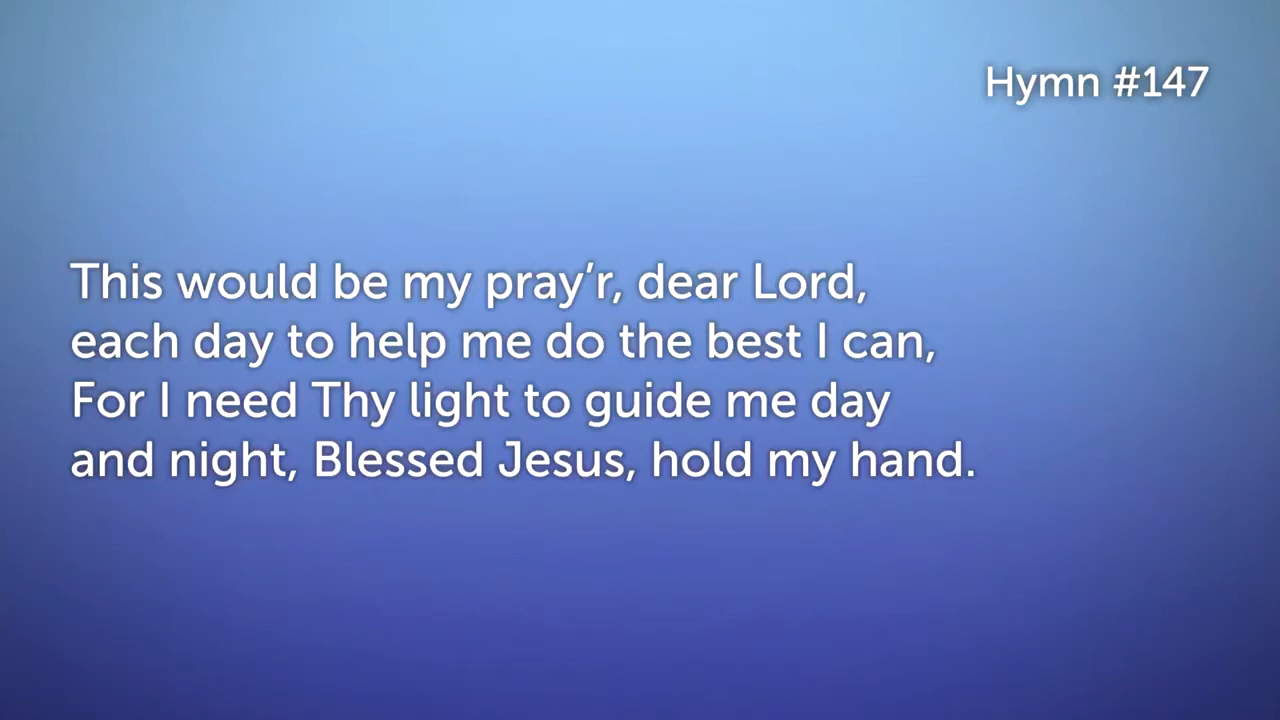 Hymn #147
This would be my pray’r, dear Lord,
each day to help me do the best I can,
For I need Thy light to guide me day
and night, Blessed Jesus, hold my hand.